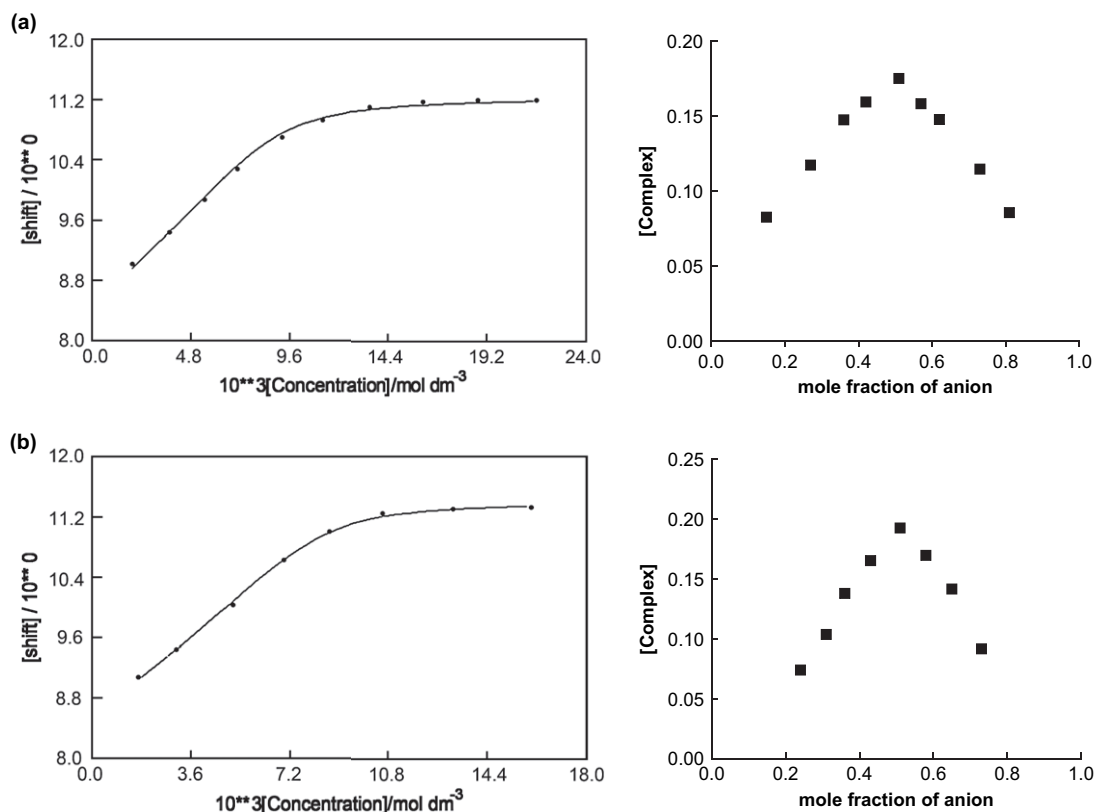 (a)
12.0
11.2
10.4
9.6
8.8
8.0
[shift] / 10** 0
0.0 4.8 9.6 14.4 19.2 24.0
10**3[Concentration]/mol dm⁻³
0.20
0.15
0.10
0.05
0.00
[Complex]
0.0 0.2 0.4 0.6 0.8 1.0
mole fraction of anion
(b)
12.0
11.2
10.4
9.6
8.8
8.0
[shift] / 10** 0
0.0 3.6 7.2 10.8 14.4 18.0
10**3[Concentration]/mol dm⁻³
0.25
0.20
0.15
0.10
0.05
0.00
[Complex]
0.0 0.2 0.4 0.6 0.8 1.0
mole fraction of anion